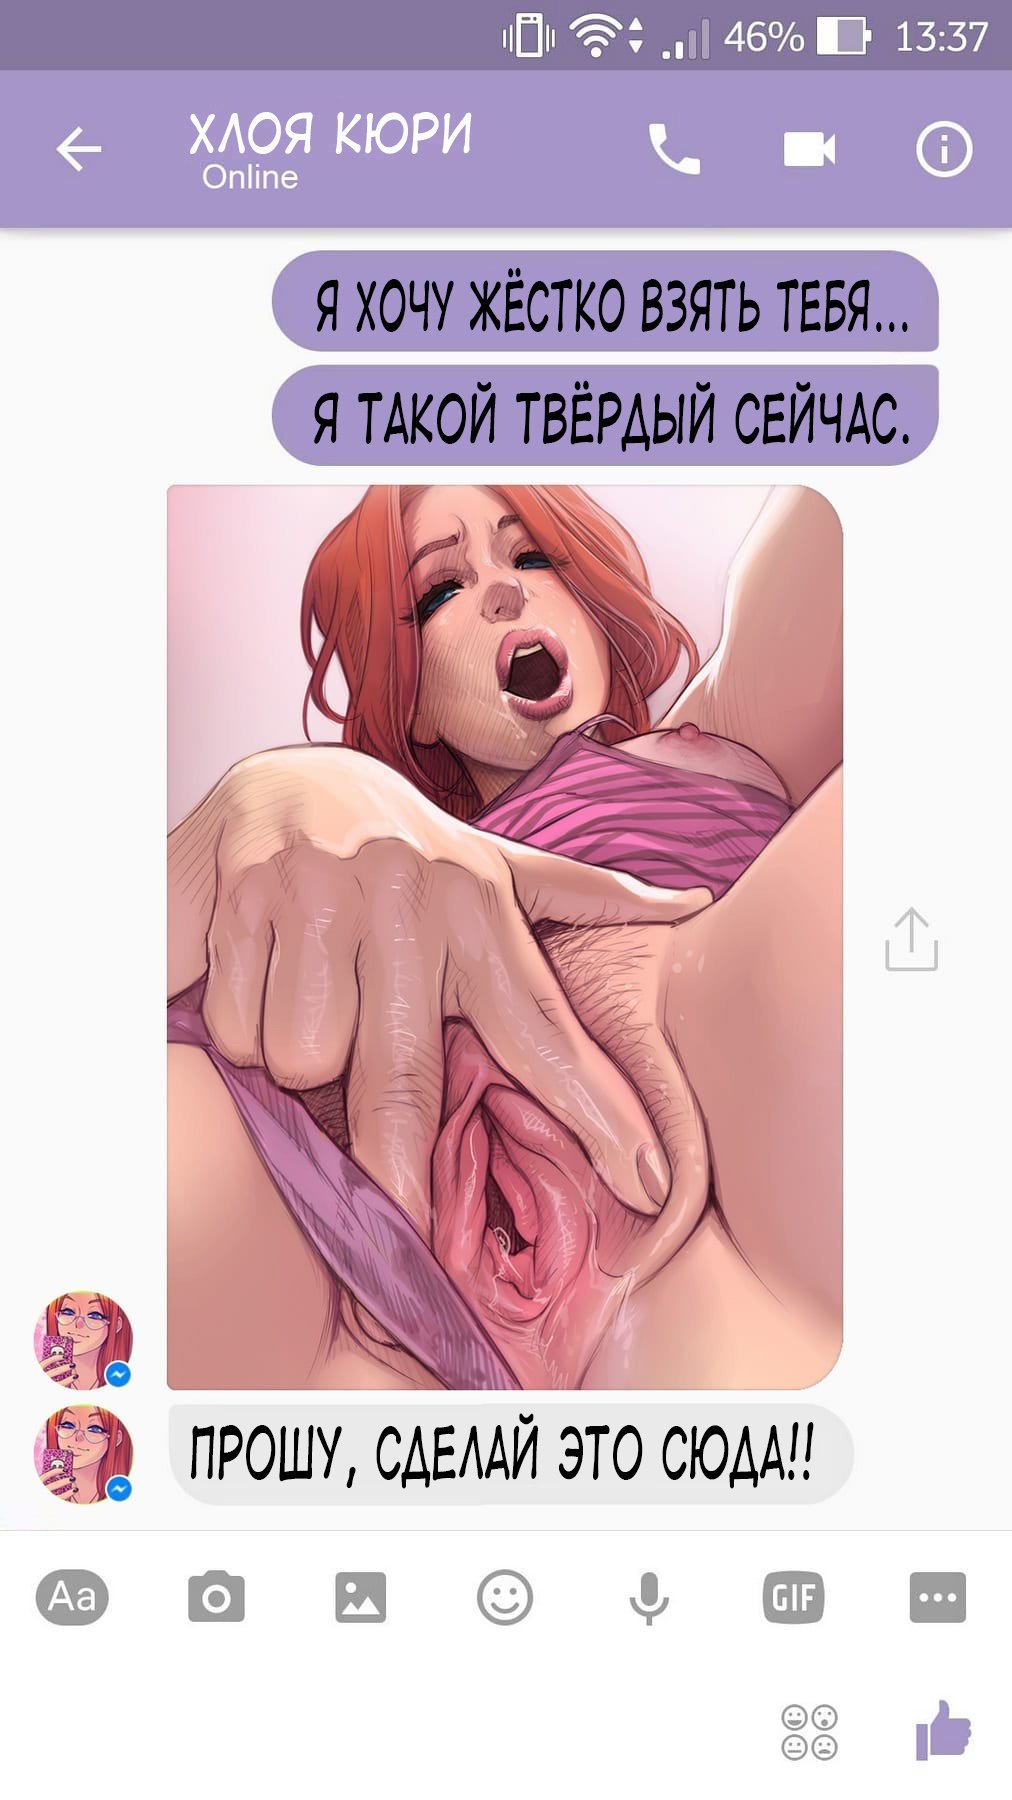 46% 13:37
ХЛОЯ КЮРИ
Online
Я ХОЧУ ЖЁСТКО ВЗЯТЬ ТЕБЯ...
Я ТАКОЙ ТВЁРДЫЙ СЕЙЧАС.
ПРОШУ, СДЕЛАЙ ЭТО СЮДА!!
Aa GIF